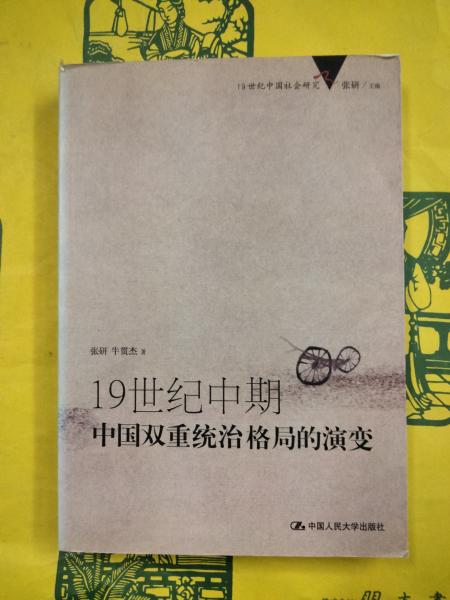 19世纪中国社会研究 张研/主编
张研 牛贯杰 著
19世纪中期
中国双重统治格局的演变
中国人民大学出版社